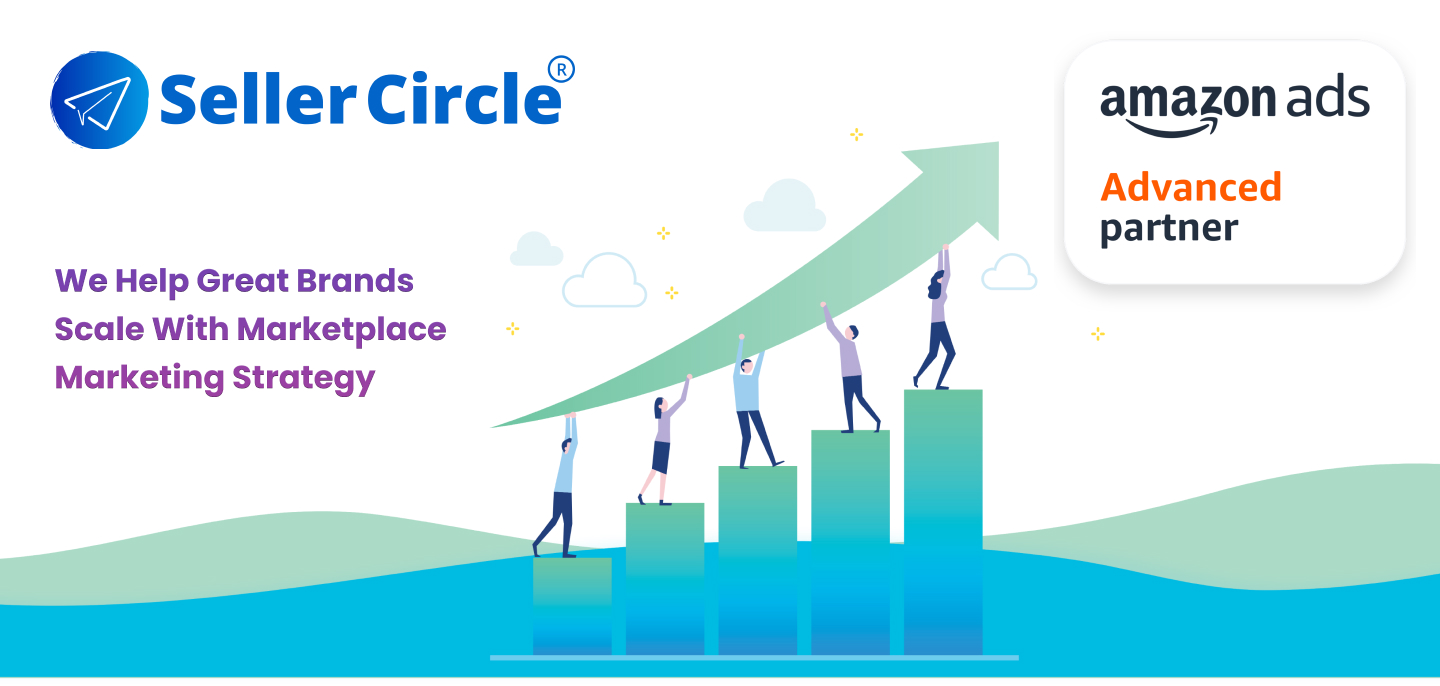 Seller Circle®
We Help Great Brands
Scale With Marketplace
Marketing Strategy
amazon ads
Advanced
partner